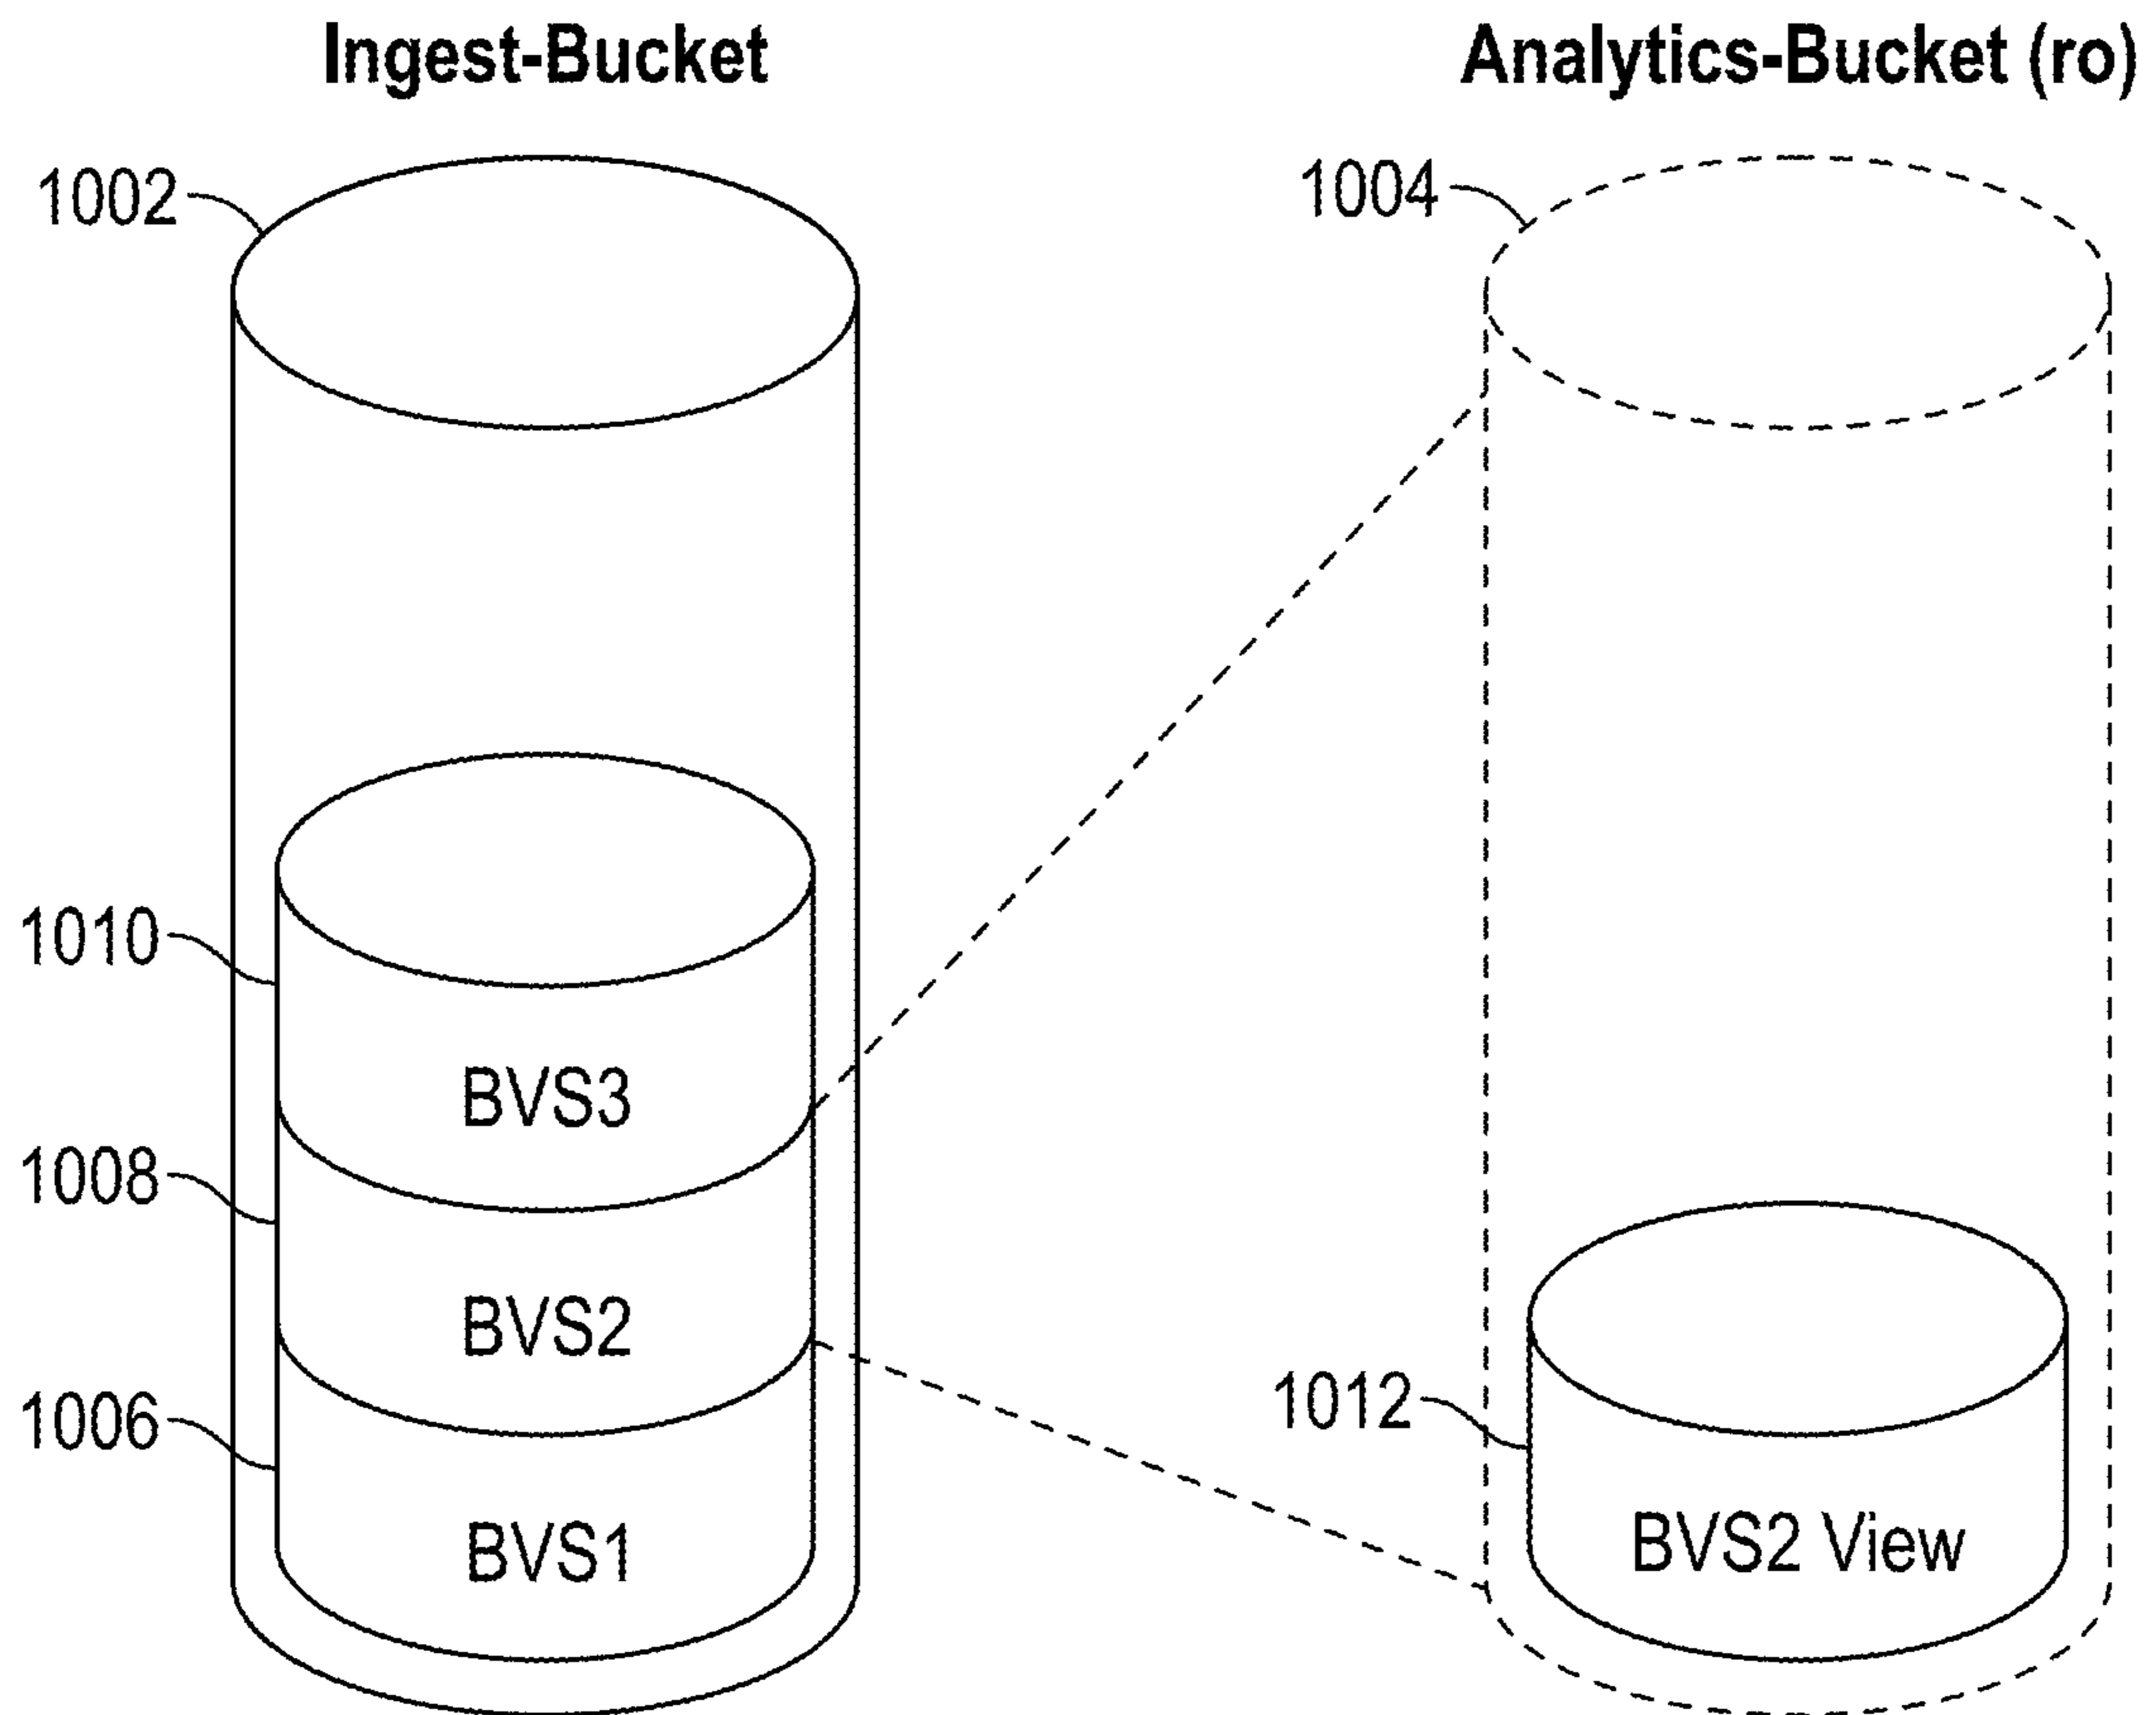 Ingest-Bucket
Analytics-Bucket (ro)
1002
1004
1010
BVS3
1008
BVS2
1006
BVS1
1012
BVS2 View